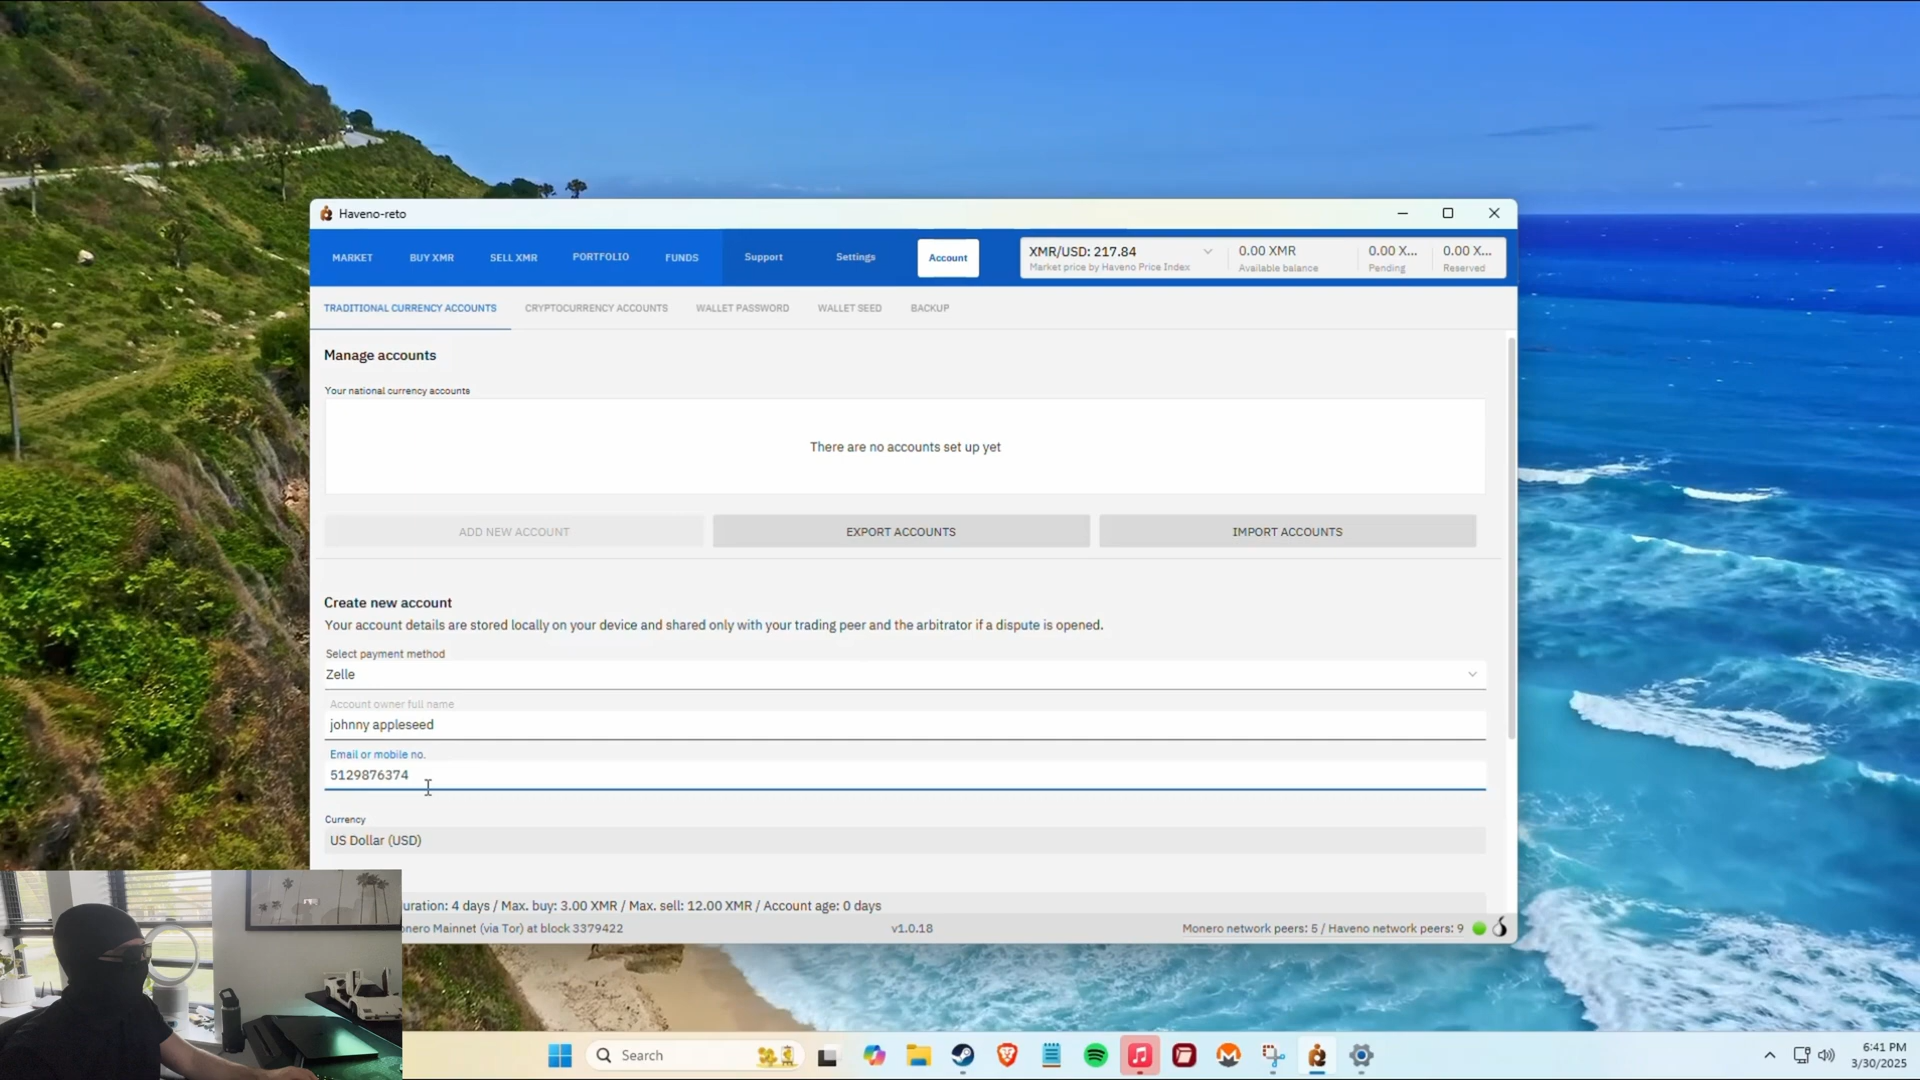 Haveno-reto
MARKET BUY XMR SELL XMR PORTFOLIO FUNDS Support Settings Account
XMR/USD: 217.84 0.00 XMR 0.00 X... 0.00 X...
Market price by Haveno Price Index Available balance Pending Reserved
TRADITIONAL CURRENCY ACCOUNTS CRYPTOCURRENCY ACCOUNTS WALLET PASSWORD WALLET SEED BACKUP
Manage accounts
Your national currency accounts
There are no accounts set up yet
ADD NEW ACCOUNT EXPORT ACCOUNTS IMPORT ACCOUNTS
Create new account
Your account details are stored locally on your device and shared only with your trading peer and the arbitrator if a dispute is opened.
Select payment method
Zelle
Account owner full name
johnny appleseed
Email or mobile no.
5129876374
Currency
US Dollar (USD)
uration: 4 days / Max. buy: 3.00 XMR / Max. sell: 12.00 XMR / Account age: 0 days
onero Mainnet (via Tor) at block 3379422 v1.0.18 Monero network peers: 5 / Haveno network peers: 9
Search
6:41 PM
3/30/2025